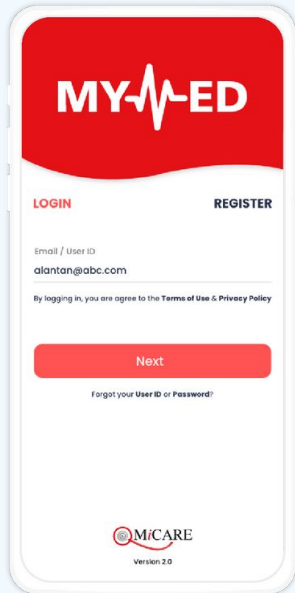 MY-ED
LOGIN REGISTER
Email / User ID
alantan@abc.com
By logging in, you are agree to the Terms of Use & Privacy Policy
Next
Forgot your User ID or Password?
MiCARE
Version 2.0